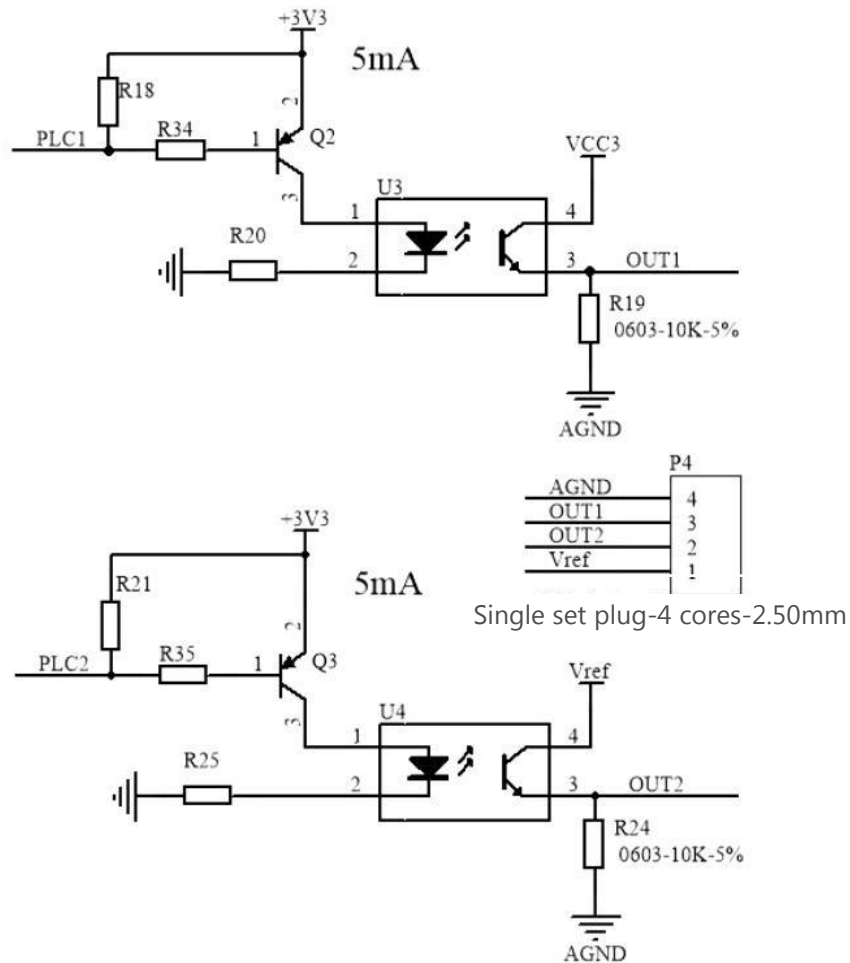 +3V3
5mA
R18
2
PLC1
R34
1
Q2
3
VCC3
U3
1
4
R20
2
3
OUT1
R19
0603-10K-5%
AGND
P4
AGND 4
OUT1 3
OUT2 2
Vref 1
Single set plug-4 cores-2.50mm
+3V3
5mA
R21
2
PLC2
R35
1
Q3
3
Vref
U4
1
4
R25
2
3
OUT2
R24
0603-10K-5%
AGND